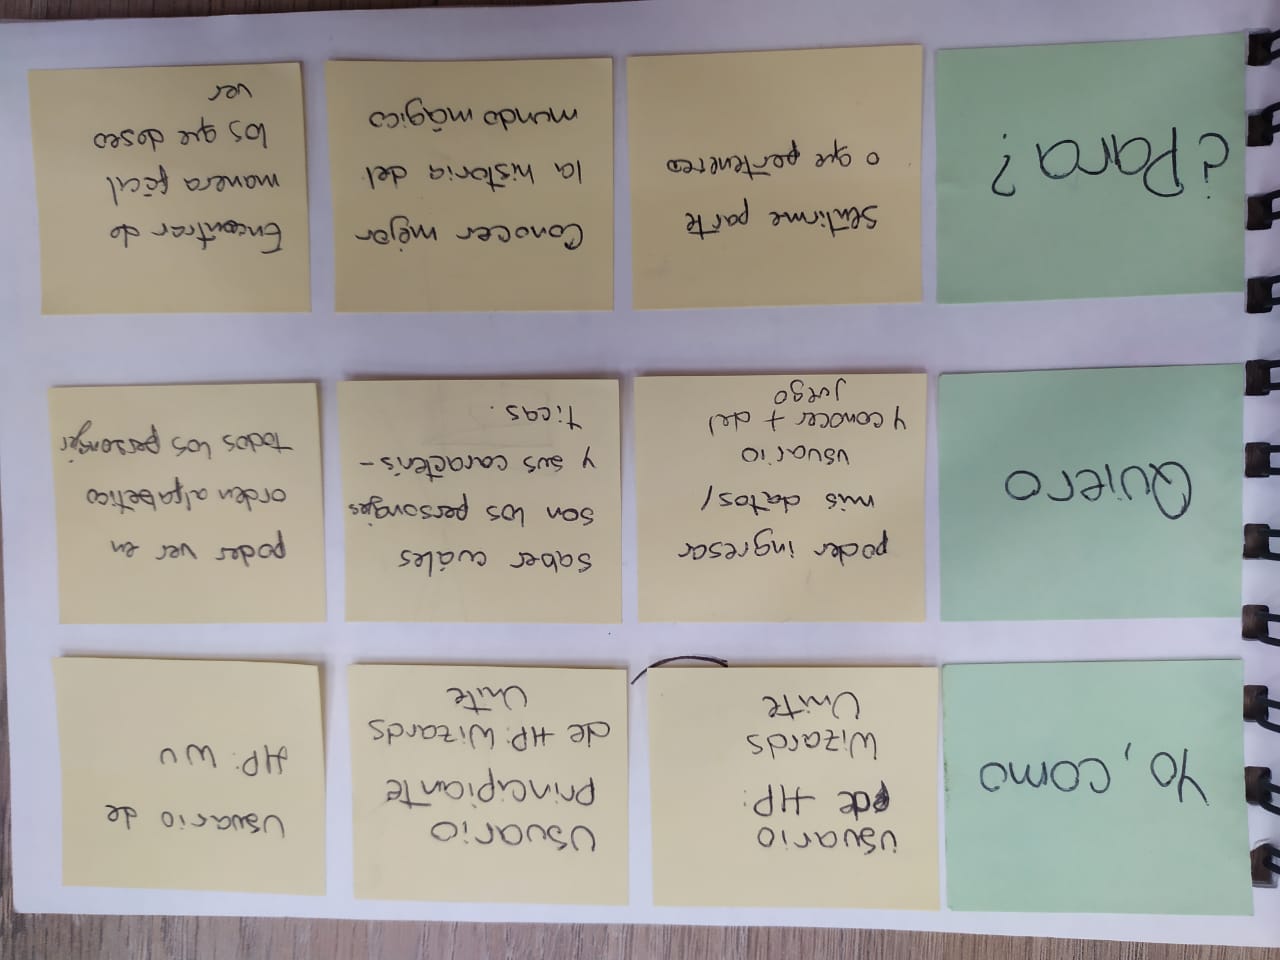 Yo, como
usuario
de HP:
Wizards
Unite
Usuario
principiante
de HP: Wizards
Unite
Usuario de
HP: WU
Quiero
poder ingresar
mis datos/
usuario
y conocer + del
juego
saber cuáles
son los personajes
y sus caracterís-
ticas.
poder ver en
orden alfabético
todos los personajes
¿Para?
sentirme parte
o que pertenezco
Conocer mejor
la historia del
mundo mágico
Encontrar de
manera fácil
los que deseo
ver